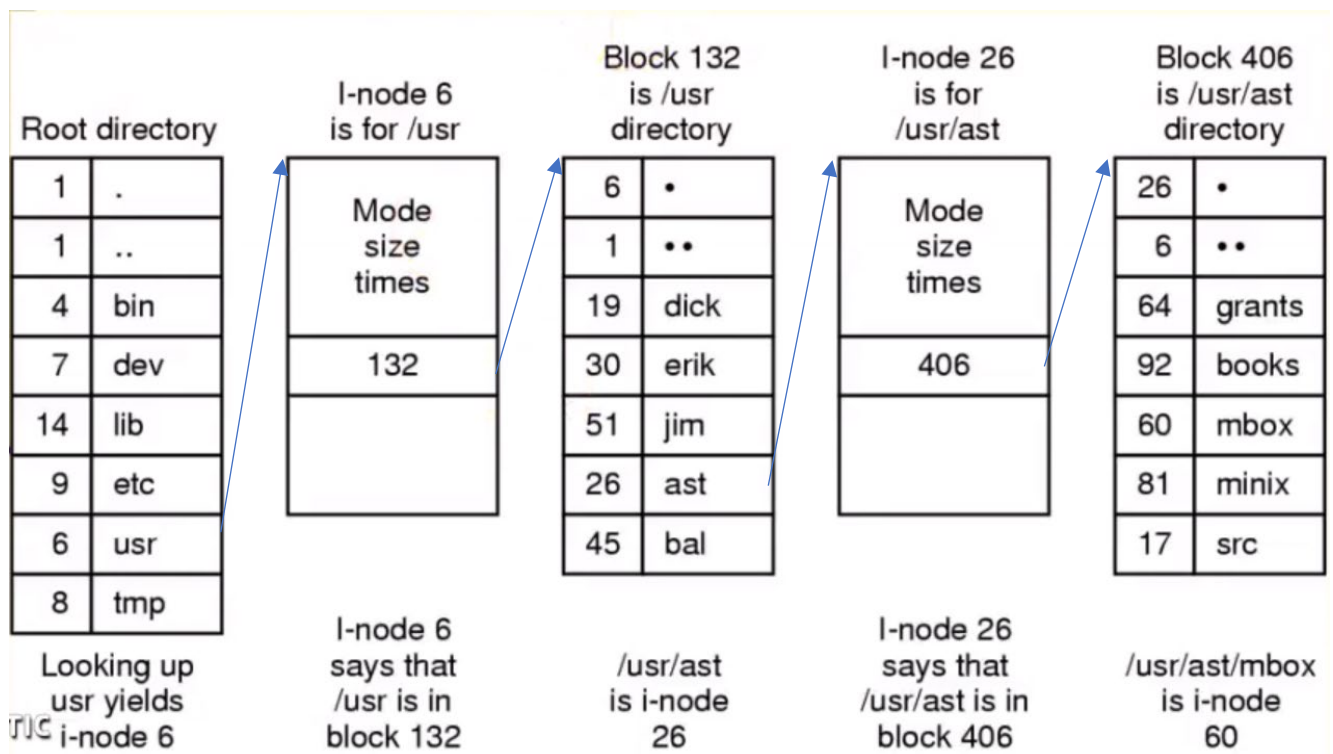 Root directory
1 .
1 ..
4 bin
7 dev
14 lib
9 etc
6 usr
8 tmp
Looking up
usr yields
i-node 6
I-node 6
is for /usr
Mode
size
times
132
I-node 6
says that
/usr is in
block 132
Block 132
is /usr
directory
6 •
1 ••
19 dick
30 erik
51 jim
26 ast
45 bal
/usr/ast
is i-node
26
I-node 26
is for
/usr/ast
Mode
size
times
406
I-node 26
says that
/usr/ast is in
block 406
Block 406
is /usr/ast
directory
26 •
6 ••
64 grants
92 books
60 mbox
81 minix
17 src
/usr/ast/mbox
is i-node
60
TIC